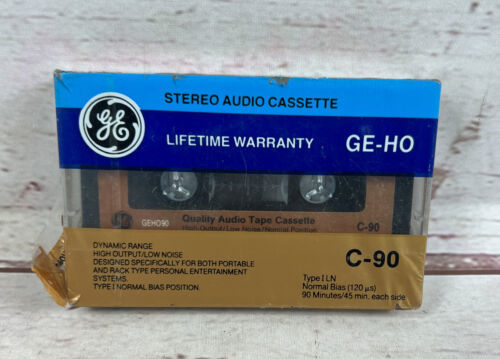 STEREO AUDIO CASSETTE
GE
LIFETIME WARRANTY GE-HO
GEHO90 Quality Audio Tape Cassette C-90
High Output/Low Noise/Normal Position
DYNAMIC RANGE
HIGH OUTPUT/LOW NOISE
DESIGNED SPECIFICALLY FOR BOTH PORTABLE
AND RACK TYPE PERSONAL ENTERTAINMENT
SYSTEMS.
TYPE I NORMAL BIAS POSITION.
C-90
Type I LN
Normal Bias (120 µs)
90 Minutes/45 min. each side